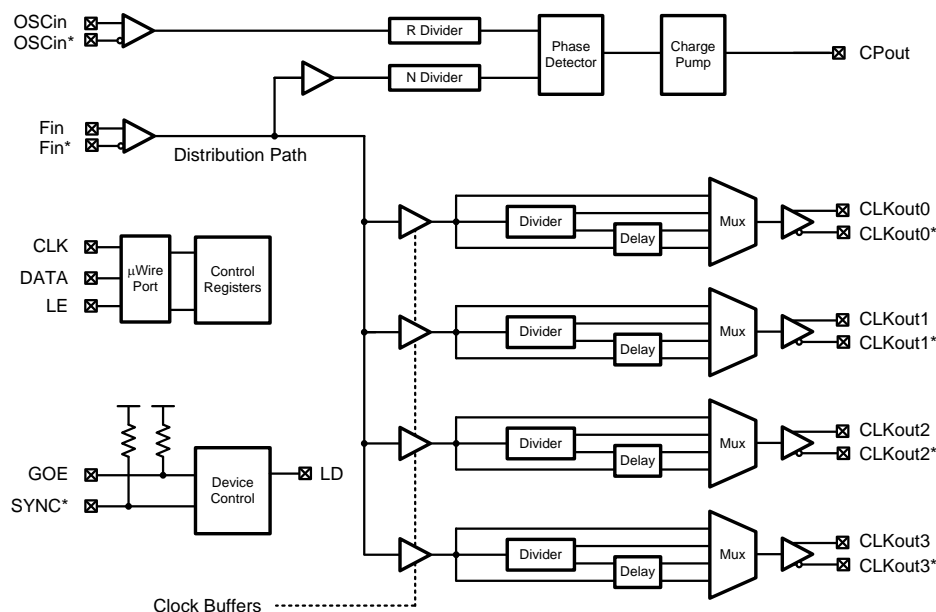 OSCin
OSCin*
R Divider
Phase
Detector
Charge
Pump
CPout
N Divider
Fin
Fin*
Distribution Path
CLK
DATA
LE
µWire
Port
Control
Registers
Divider
Delay
Mux
CLKout0
CLKout0*
Divider
Delay
Mux
CLKout1
CLKout1*
GOE
SYNC*
Device
Control
LD
Divider
Delay
Mux
CLKout2
CLKout2*
Divider
Delay
Mux
CLKout3
CLKout3*
Clock Buffers